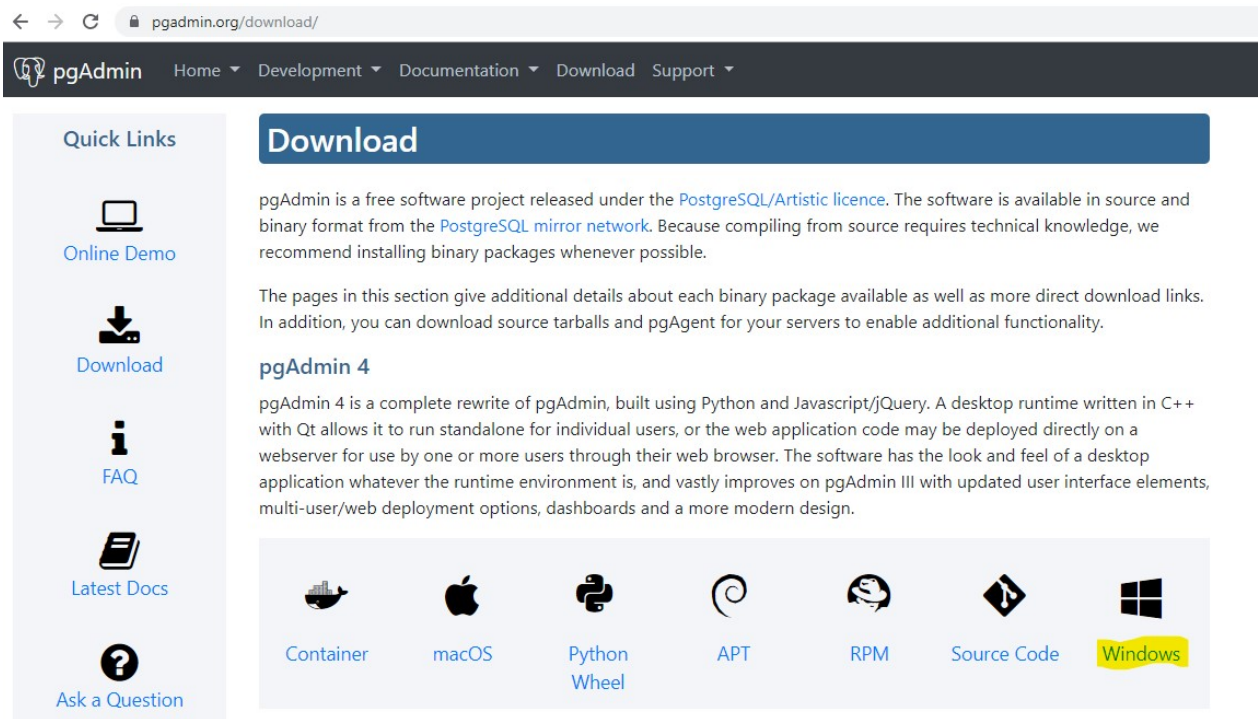 pgadmin.org/download/
pgAdmin Home Development Documentation Download Support
Quick Links
Online Demo
Download
FAQ
Latest Docs
Ask a Question
Download
pgAdmin is a free software project released under the PostgreSQL/Artistic licence. The software is available in source and
binary format from the PostgreSQL mirror network. Because compiling from source requires technical knowledge, we
recommend installing binary packages whenever possible.
The pages in this section give additional details about each binary package available as well as more direct download links.
In addition, you can download source tarballs and pgAgent for your servers to enable additional functionality.
pgAdmin 4
pgAdmin 4 is a complete rewrite of pgAdmin, built using Python and Javascript/jQuery. A desktop runtime written in C++
with Qt allows it to run standalone for individual users, or the web application code may be deployed directly on a
webserver for use by one or more users through their web browser. The software has the look and feel of a desktop
application whatever the runtime environment is, and vastly improves on pgAdmin III with updated user interface elements,
multi-user/web deployment options, dashboards and a more modern design.
Container macOS Python APT RPM Source Code Windows
Wheel